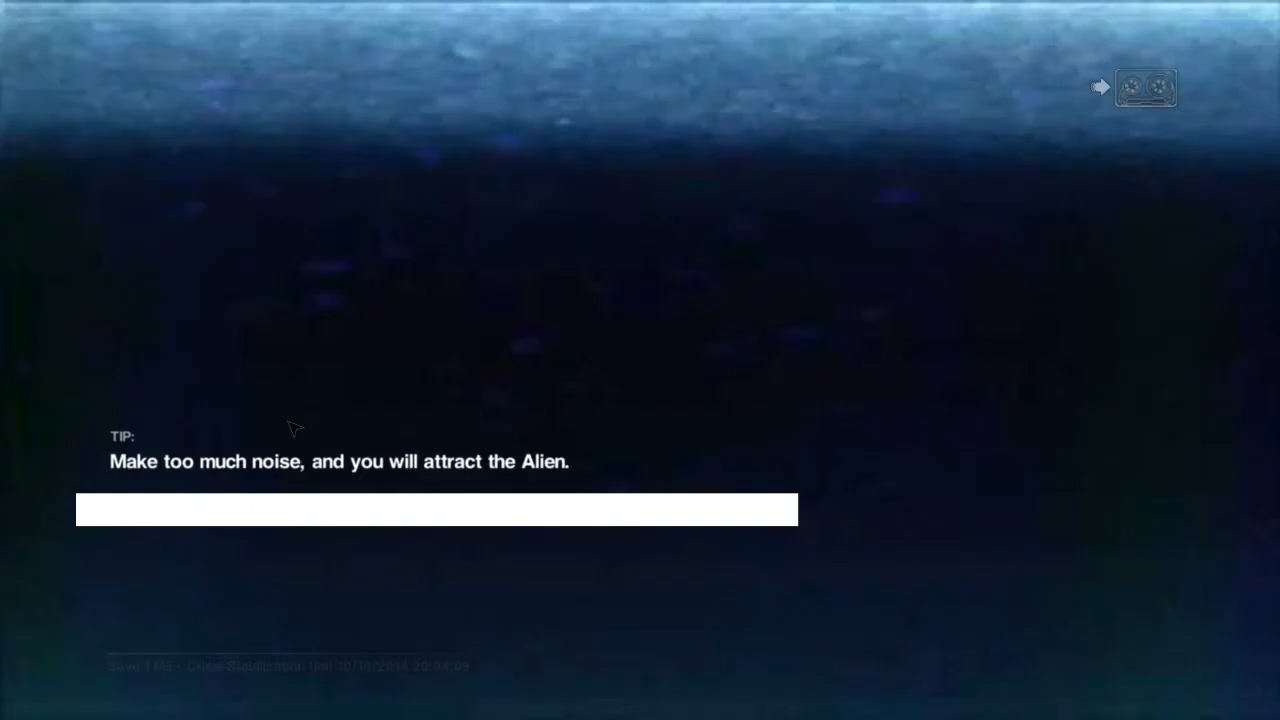 TIP:
Make too much noise, and you will attract the Alien.